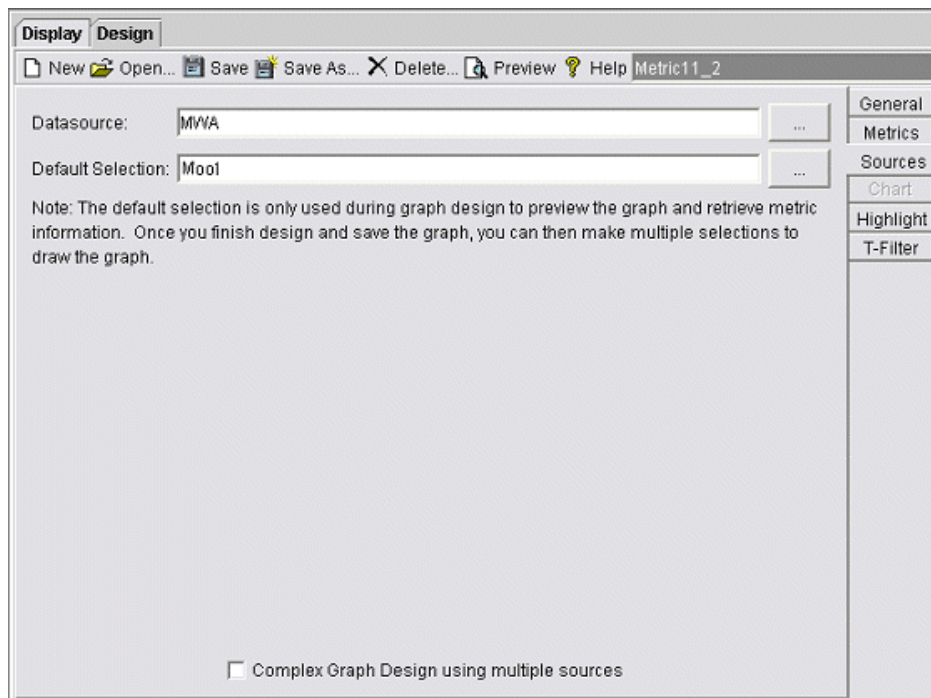 Display Design
New Open... Save Save As... Delete... Preview Help Metric11_2
General
Datasource: MWA ...
Metrics
Default Selection: Moo1 ...
Sources
Chart
Note: The default selection is only used during graph design to preview the graph and retrieve metric
Highlight
information. Once you finish design and save the graph, you can then make multiple selections to
T-Filter
draw the graph.
Complex Graph Design using multiple sources